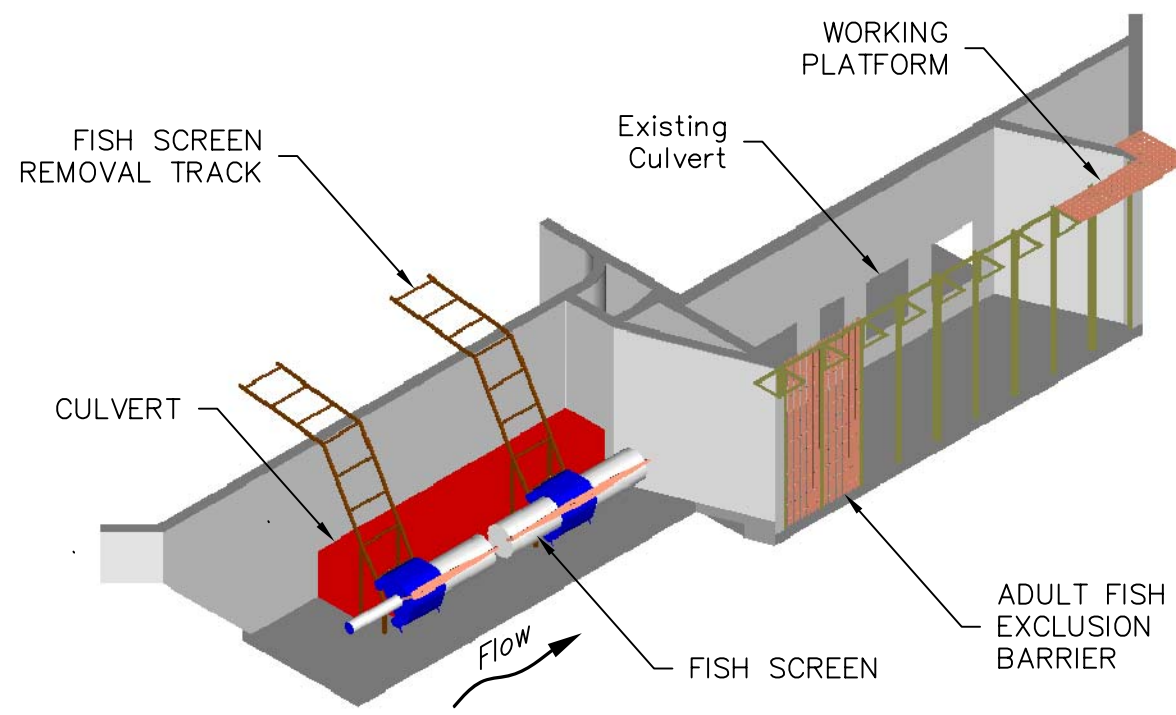 WORKING
PLATFORM
Existing
Culvert
FISH SCREEN
REMOVAL TRACK
CULVERT
ADULT FISH
EXCLUSION
BARRIER
FISH SCREEN
Flow